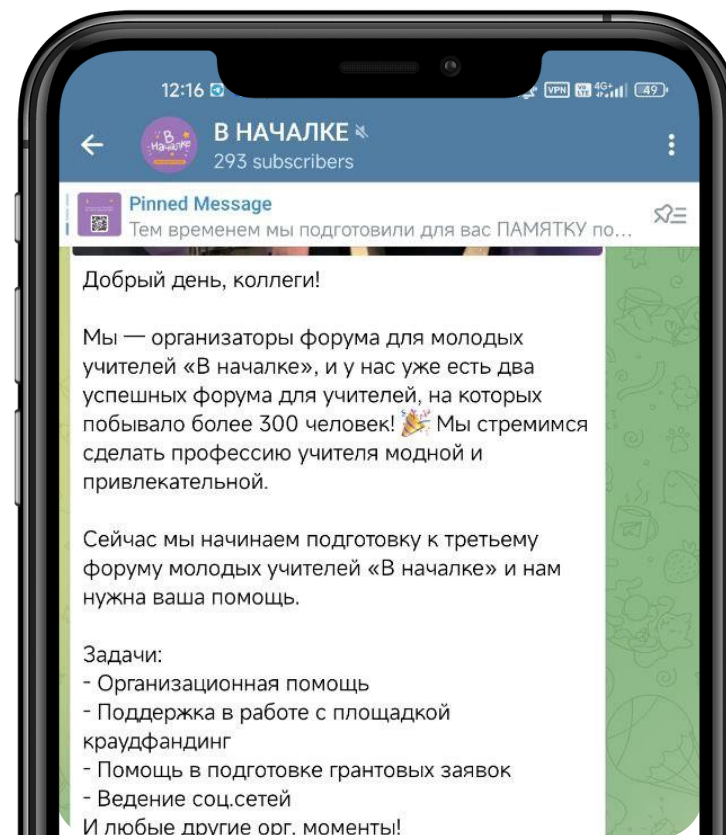 12:16
VPN
4G+
49
В НАЧАЛКЕ
293 subscribers
В
Началке
Pinned Message
Тем временем мы подготовили для вас ПАМЯТКУ по...
Добрый день, коллеги!
Мы — организаторы форума для молодых
учителей «В началке», и у нас уже есть два
успешных форума для учителей, на которых
побывало более 300 человек! 🎉 Мы стремимся
сделать профессию учителя модной и
привлекательной.
Сейчас мы начинаем подготовку к третьему
форуму молодых учителей «В началке» и нам
нужна ваша помощь.
Задачи:
- Организационная помощь
- Поддержка в работе с площадкой
краудфандинг
- Помощь в подготовке грантовых заявок
- Ведение соц.сетей
И любые другие орг. моменты!